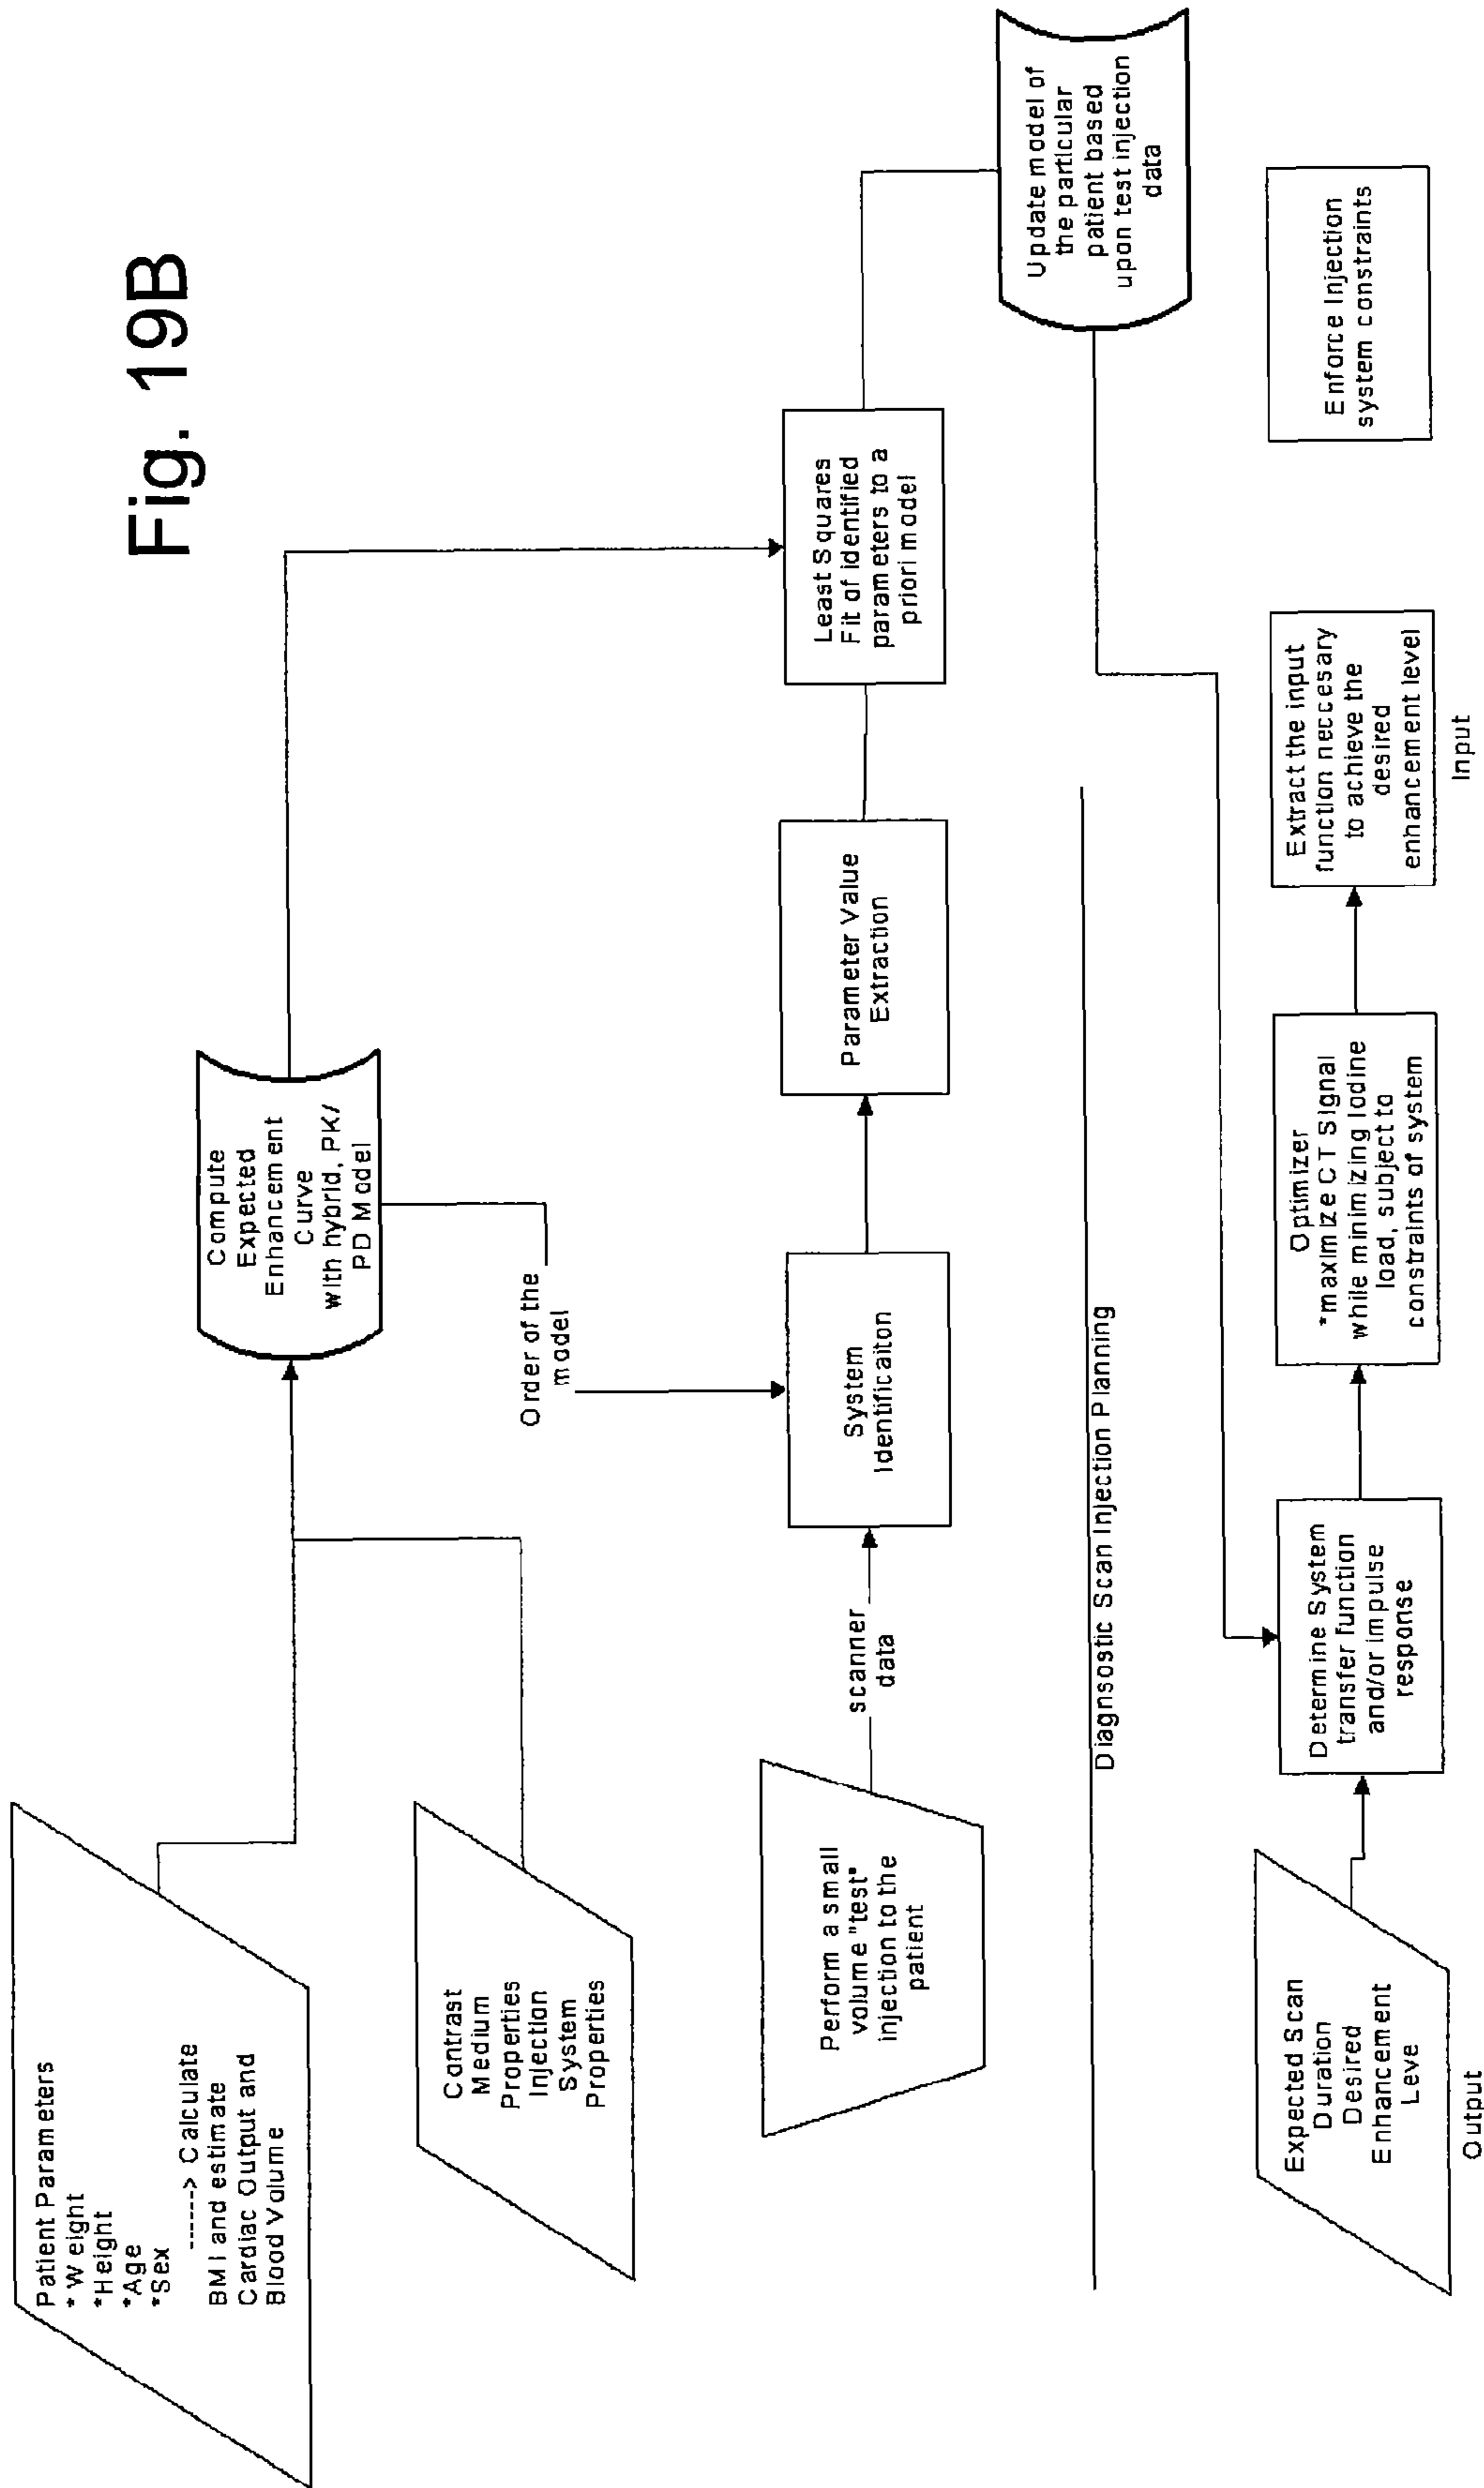 Fig. 19B
Patient Parameters
* Weight
*Height
*Age
*Sex
------> Calculate
BMI and estimate
Cardiac Output and
Blood Volume
Contrast
Medium
Properties
Injection
System
Properties
Compute
Expected
Enhancement
Curve
with hybrid, PK/
PD Model
Order of the
model
Perform a small
volume "test"
injection to the
patient
scanner
data
System
Identificaiton
Parameter Value
Extraction
Least Squares
Fit of identified
parameters to a
priori model
Update model of
the particular
patient based
upon test injection
data
Diagnsostic Scan Injection Planning
Expected Scan
Duration
Desired
Enhancement
Leve
Output
Determine System
transfer function
and/or impulse
response
Optimizer
*maximize CT Signal
while minimizing Iodine
load, subject to
constraints of system
Extract the input
function neccesary
to achieve the
desired
enhancement level
Input
Enforce Injection
system constraints